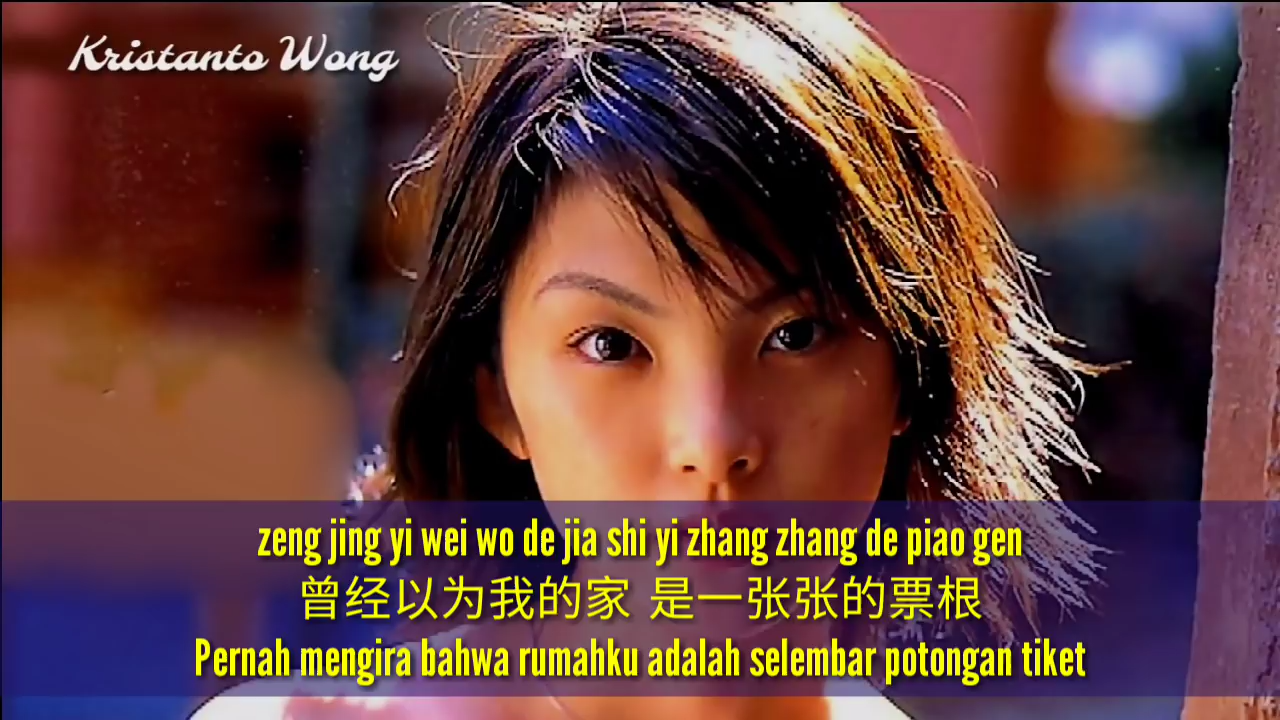 Kristanto Wong
zeng jing yi wei wo de jia shi yi zhang zhang de piao gen
曾经以为我的家 是一张张的票根
Pernah mengira bahwa rumahku adalah selembar potongan tiket